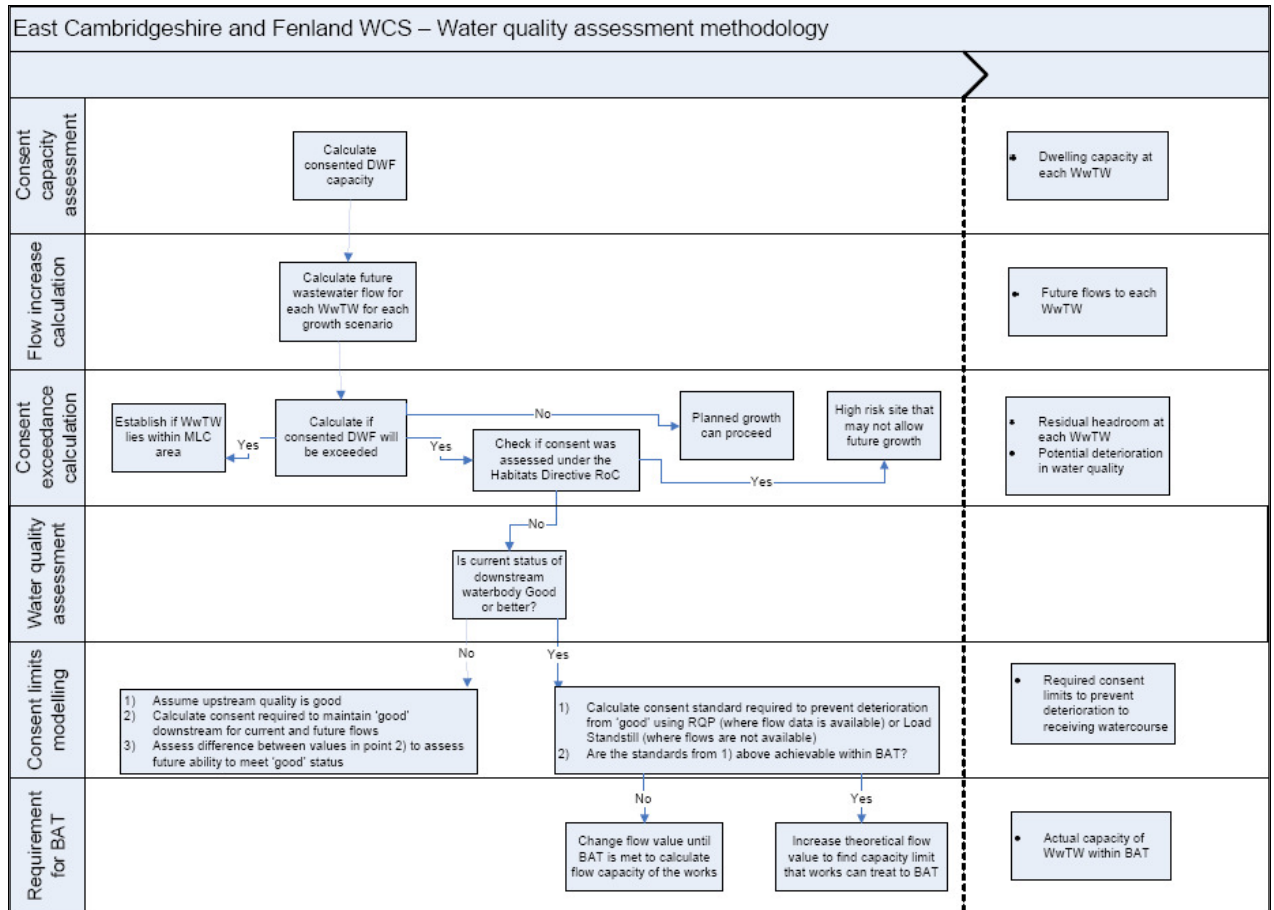 East Cambridgeshire and Fenland WCS – Water quality assessment methodology
Consent
capacity
assessment
Calculate
consented DWF
capacity
Dwelling capacity at
each WwTW
Flow increase
calculation
Calculate future
wastewater flow for
each WwTW for each
growth scenario
Future flows to each
WwTW
Consent
exceedance
calculation
Establish if WwTW
lies within MLC
area
Yes
Calculate if
consented DWF will
be exceeded
No
Yes
Check if consent was
assessed under the
Habitats Directive RoC
Planned growth
can proceed
Yes
High risk site that
may not allow
future growth
Residual headroom at
each WwTW
Potential deterioration
in water quality
Water quality
assessment
No
Is current status of
downstream
waterbody Good
or better?
Consent limits
modelling
No
Yes
1) Assume upstream quality is good
2) Calculate consent required to maintain ‘good’
downstream for current and future flows
3) Assess difference between values in point 2) to assess
future ability to meet ‘good’ status
1) Calculate consent standard required to prevent deterioration
from ‘good’ using RQP (where flow data is available) or Load
Standstill (where flows are not available)
2) Are the standards from 1) above achievable within BAT?
Required consent
limits to prevent
deterioration to
receiving watercourse
Requirement
for BAT
No
Yes
Change flow value until
BAT is met to calculate
flow capacity of the works
Increase theoretical flow
value to find capacity limit
that works can treat to BAT
Actual capacity of
WwTW within BAT